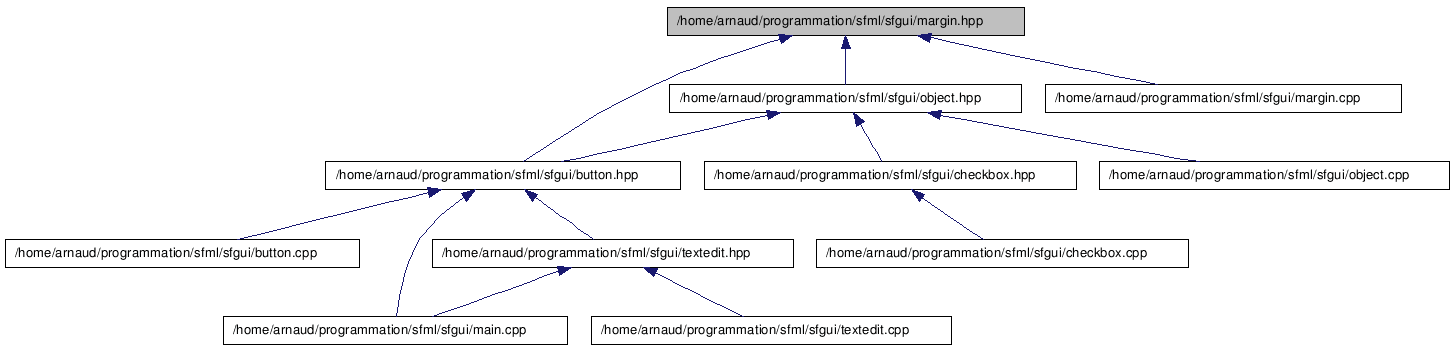 /home/arnaud/programmation/sfml/sfgui/margin.hpp
/home/arnaud/programmation/sfml/sfgui/object.hpp
/home/arnaud/programmation/sfml/sfgui/margin.cpp
/home/arnaud/programmation/sfml/sfgui/button.hpp
/home/arnaud/programmation/sfml/sfgui/checkbox.hpp
/home/arnaud/programmation/sfml/sfgui/object.cpp
/home/arnaud/programmation/sfml/sfgui/button.cpp
/home/arnaud/programmation/sfml/sfgui/textedit.hpp
/home/arnaud/programmation/sfml/sfgui/checkbox.cpp
/home/arnaud/programmation/sfml/sfgui/main.cpp
/home/arnaud/programmation/sfml/sfgui/textedit.cpp